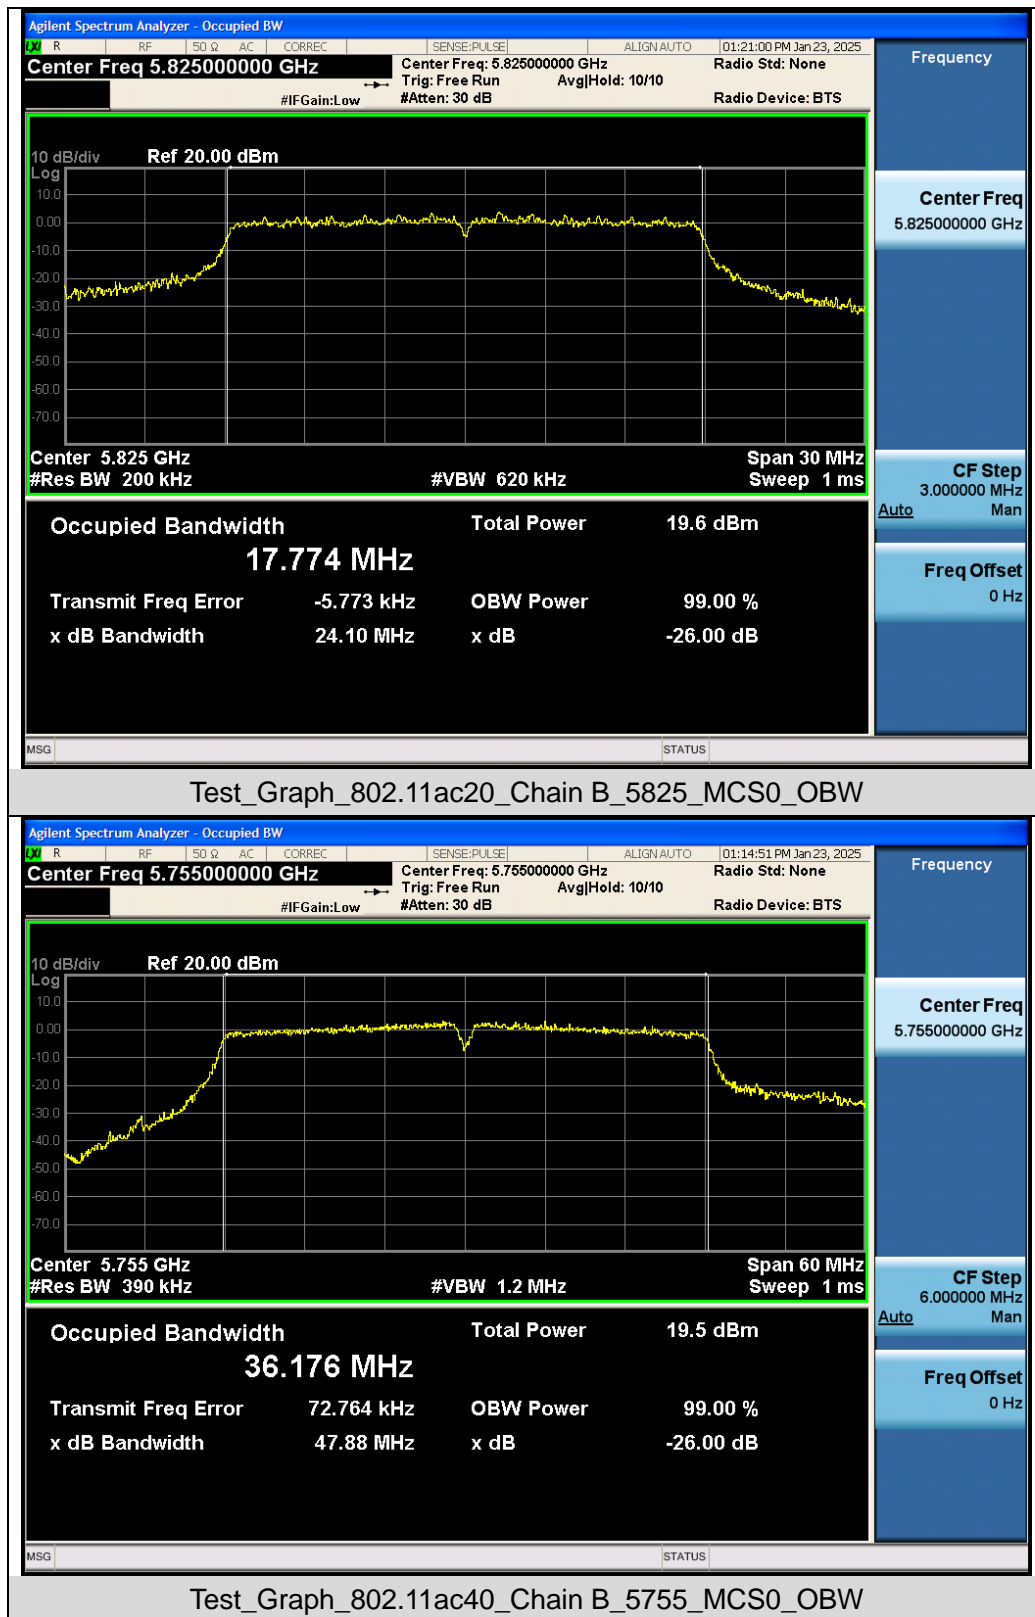 Agilent Spectrum Analyzer - Occupied BW
LXI R RF 50 Ω AC CORREC SENSE:PULSE ALIGN AUTO 01:21:00 PM Jan 23, 2025
Center Freq 5.825000000 GHz Center Freq: 5.825000000 GHz Radio Std: None
Trig: Free Run Avg|Hold: 10/10
#IFGain:Low #Atten: 30 dB Radio Device: BTS
Frequency
10 dB/div Ref 20.00 dBm
Log
10.0
0.00
-10.0
-20.0
-30.0
-40.0
-50.0
-60.0
-70.0
Center 5.825 GHz Span 30 MHz
#Res BW 200 kHz #VBW 620 kHz Sweep 1 ms
Center Freq
5.825000000 GHz
CF Step
3.000000 MHz
Auto Man
Freq Offset
0 Hz
Occupied Bandwidth Total Power 19.6 dBm
17.774 MHz
Transmit Freq Error -5.773 kHz OBW Power 99.00 %
x dB Bandwidth 24.10 MHz x dB -26.00 dB
MSG STATUS
Test_Graph_802.11ac20_Chain B_5825_MCS0_OBW
Agilent Spectrum Analyzer - Occupied BW
LXI R RF 50 Ω AC CORREC SENSE:PULSE ALIGN AUTO 01:14:51 PM Jan 23, 2025
Center Freq 5.755000000 GHz Center Freq: 5.755000000 GHz Radio Std: None
Trig: Free Run Avg|Hold: 10/10
#IFGain:Low #Atten: 30 dB Radio Device: BTS
Frequency
10 dB/div Ref 20.00 dBm
Log
10.0
0.00
-10.0
-20.0
-30.0
-40.0
-50.0
-60.0
-70.0
Center 5.755 GHz Span 60 MHz
#Res BW 390 kHz #VBW 1.2 MHz Sweep 1 ms
Center Freq
5.755000000 GHz
CF Step
6.000000 MHz
Auto Man
Freq Offset
0 Hz
Occupied Bandwidth Total Power 19.5 dBm
36.176 MHz
Transmit Freq Error 72.764 kHz OBW Power 99.00 %
x dB Bandwidth 47.88 MHz x dB -26.00 dB
MSG STATUS
Test_Graph_802.11ac40_Chain B_5755_MCS0_OBW